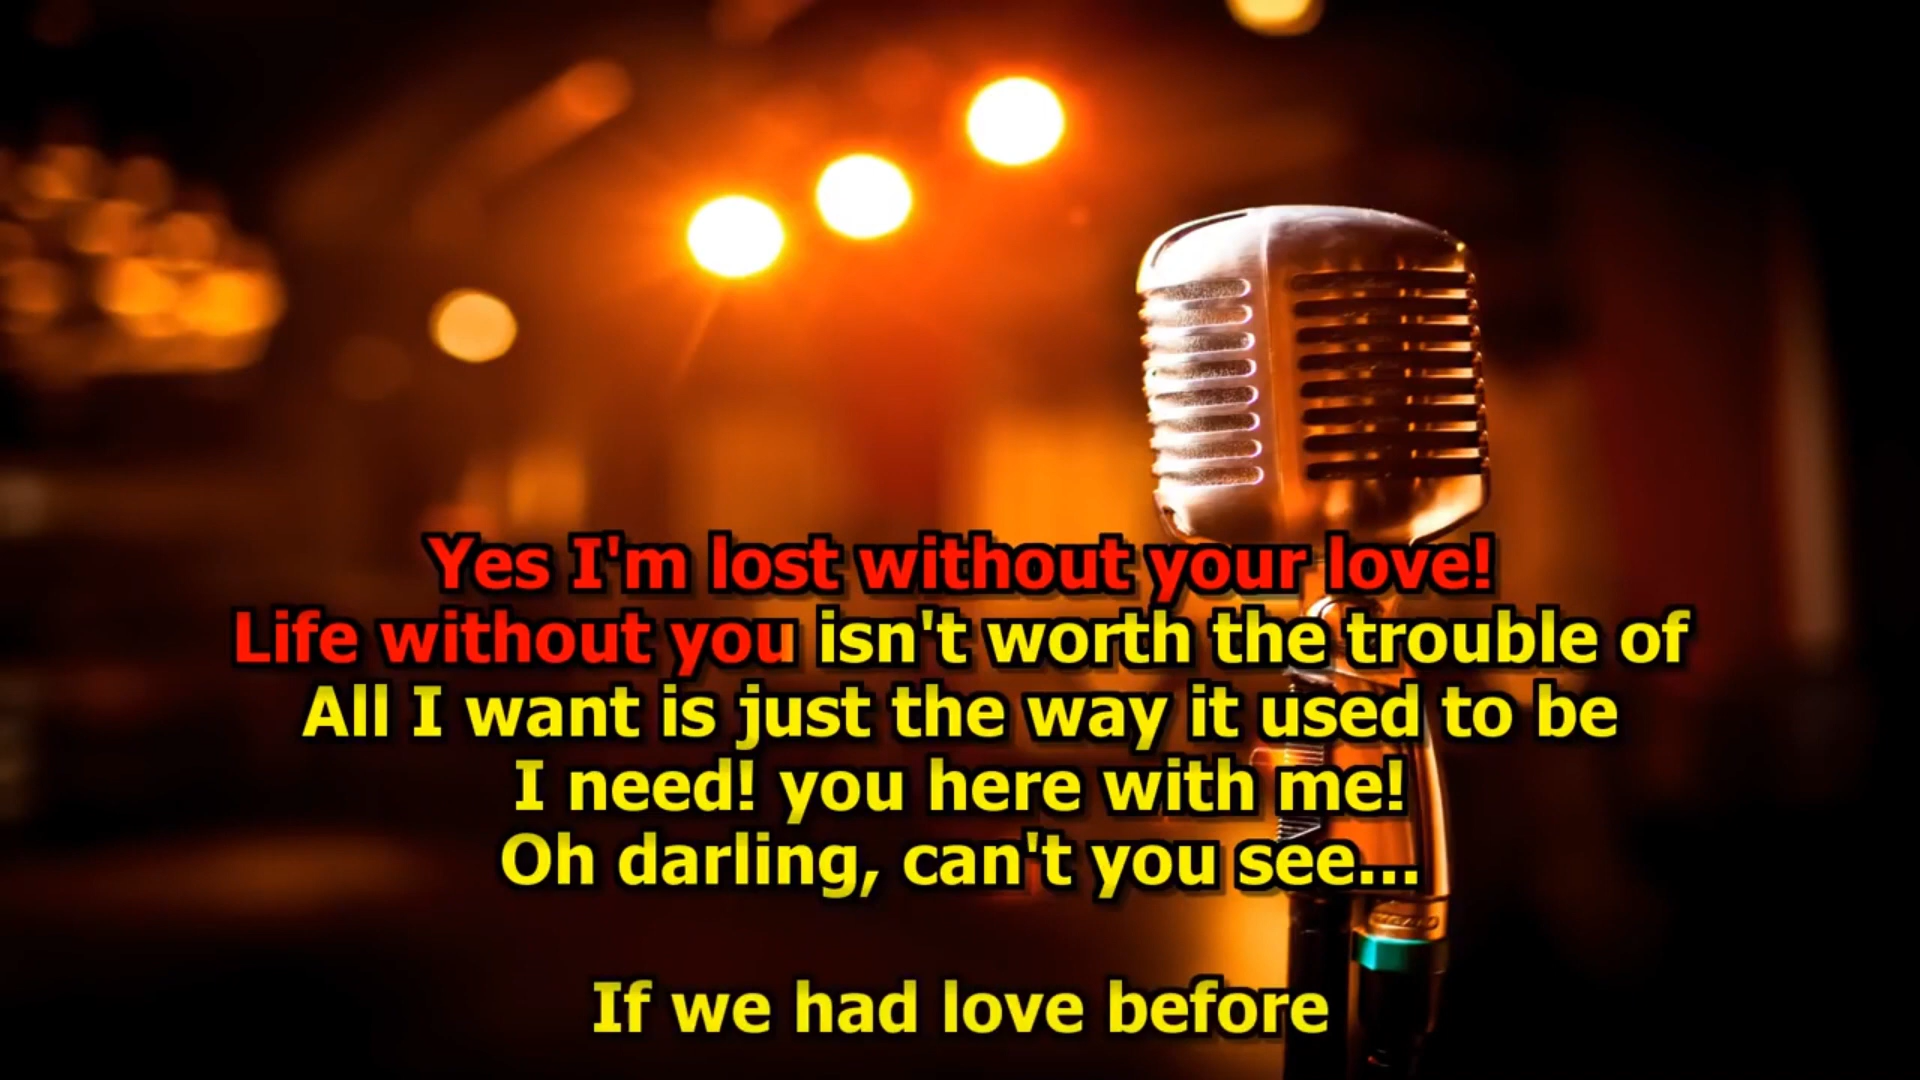 Yes I'm lost without your love!
Life without you isn't worth the trouble of
All I want is just the way it used to be
I need! you here with me!
Oh darling, can't you see...
If we had love before